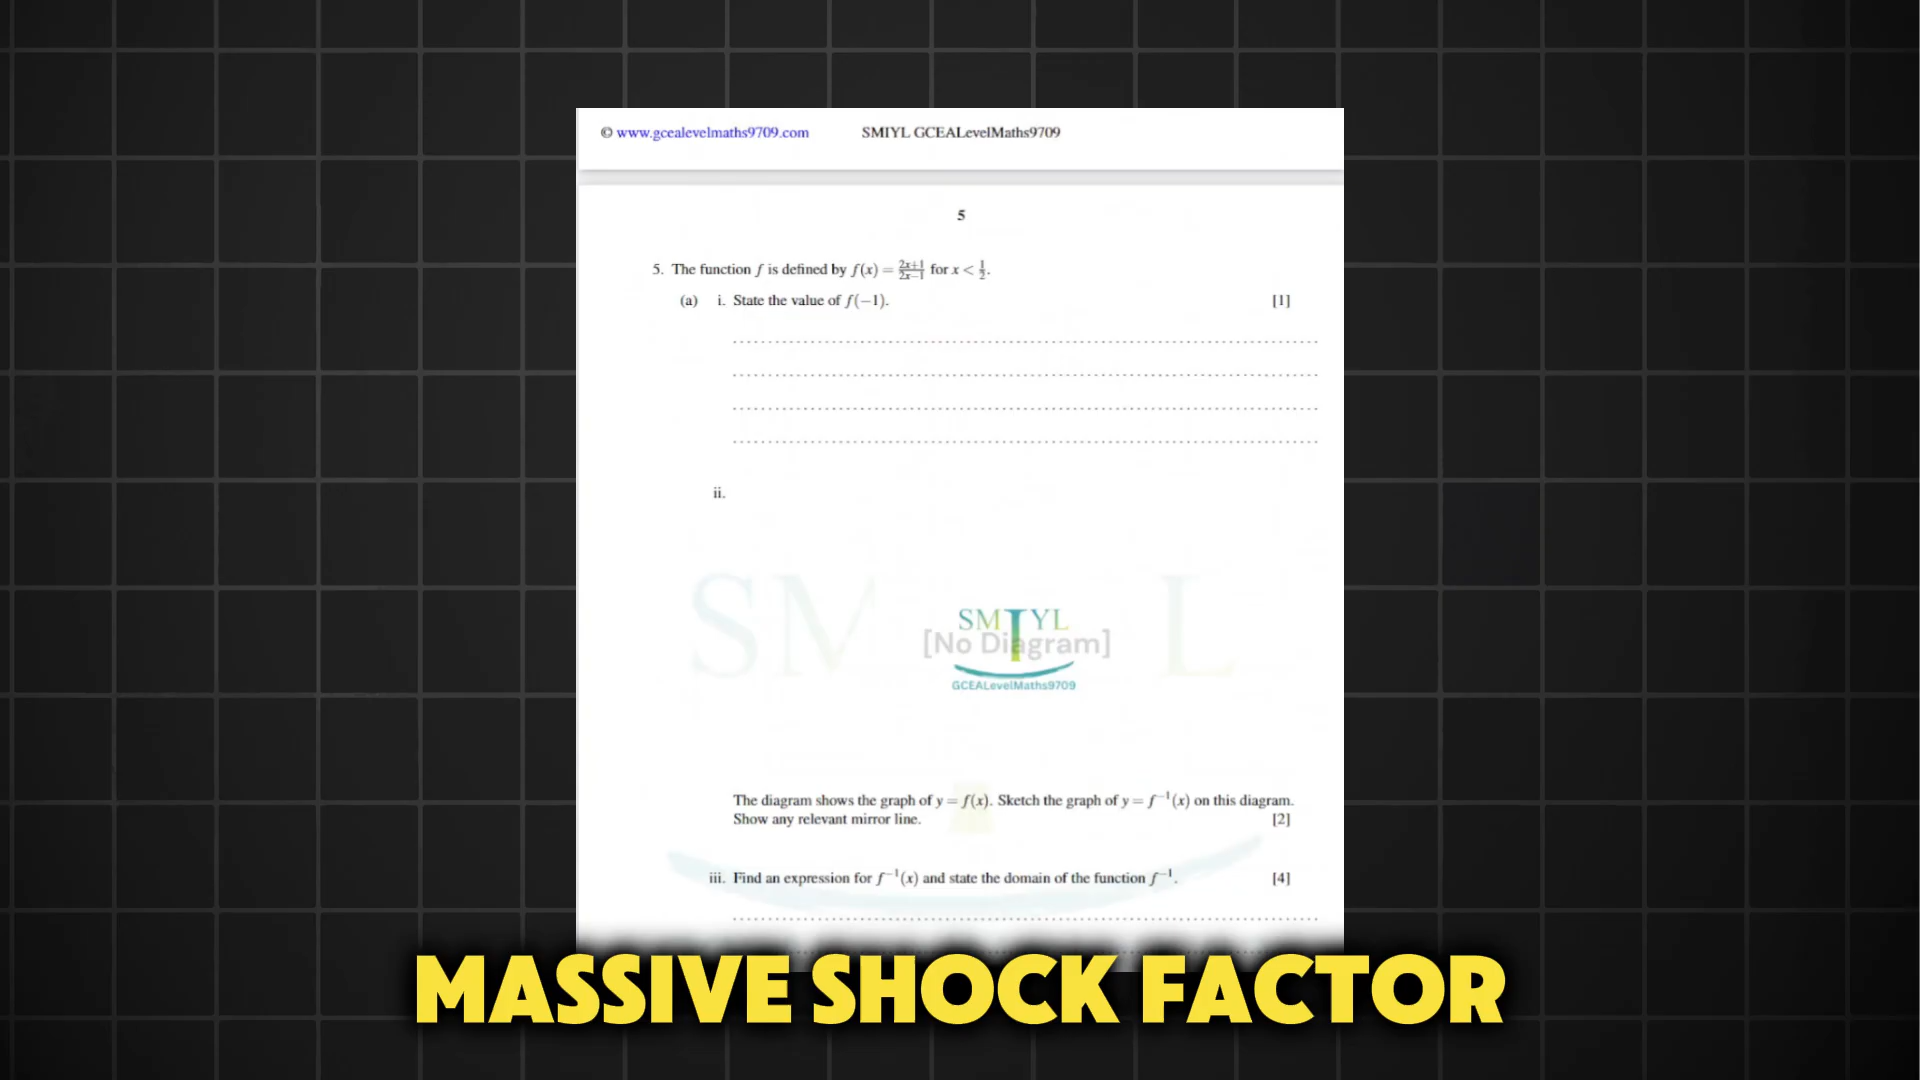 © www.gcealevelmaths9709.com SMIYL GCEALevelMaths9709
5
5. The function f is defined by f(x) = \frac{2x+1}{2x−1} for x < \frac{1}{2}.
(a) i. State the value of f(−1). [1]
ii.
SMIYL
SMIYL
[No Diagram]
GCEALevelMaths9709
The diagram shows the graph of y = f(x). Sketch the graph of y = f⁻¹(x) on this diagram.
Show any relevant mirror line. [2]
iii. Find an expression for f⁻¹(x) and state the domain of the function f⁻¹. [4]
MASSIVE SHOCK FACTOR